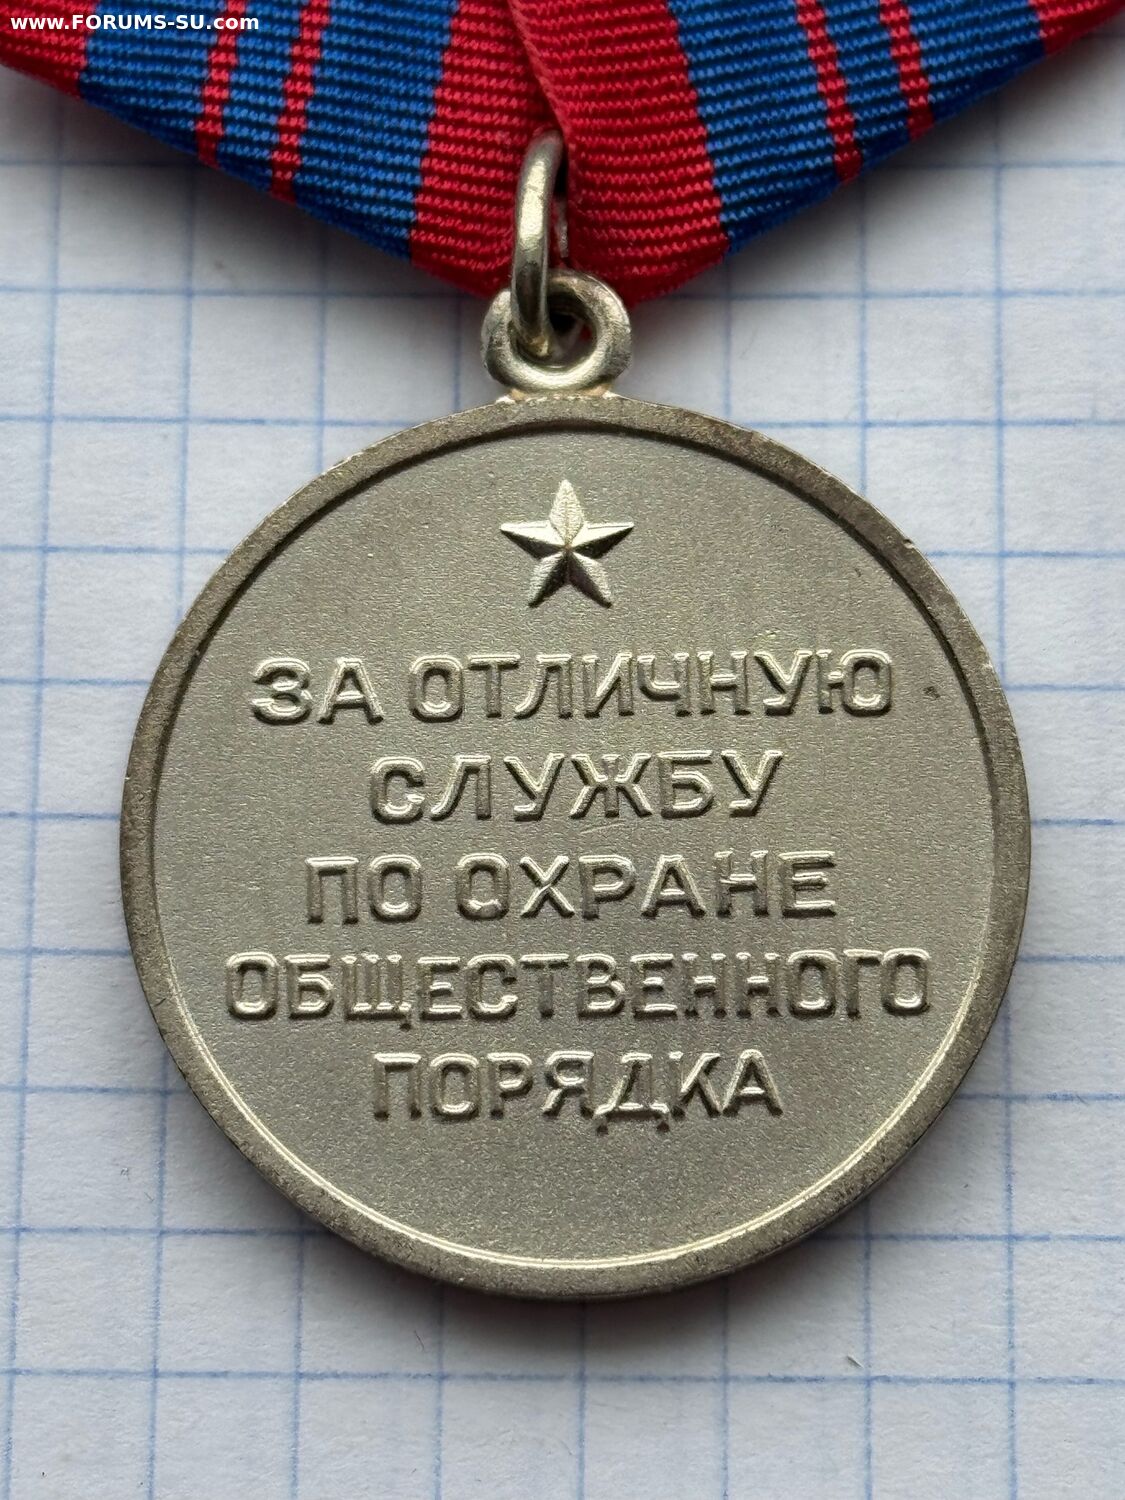 www.FORUMS-SU.com
ЗА ОТЛИЧНУЮ
СЛУЖБУ
ПО ОХРАНЕ
ОБЩЕСТВЕННОГО
ПОРЯДКА